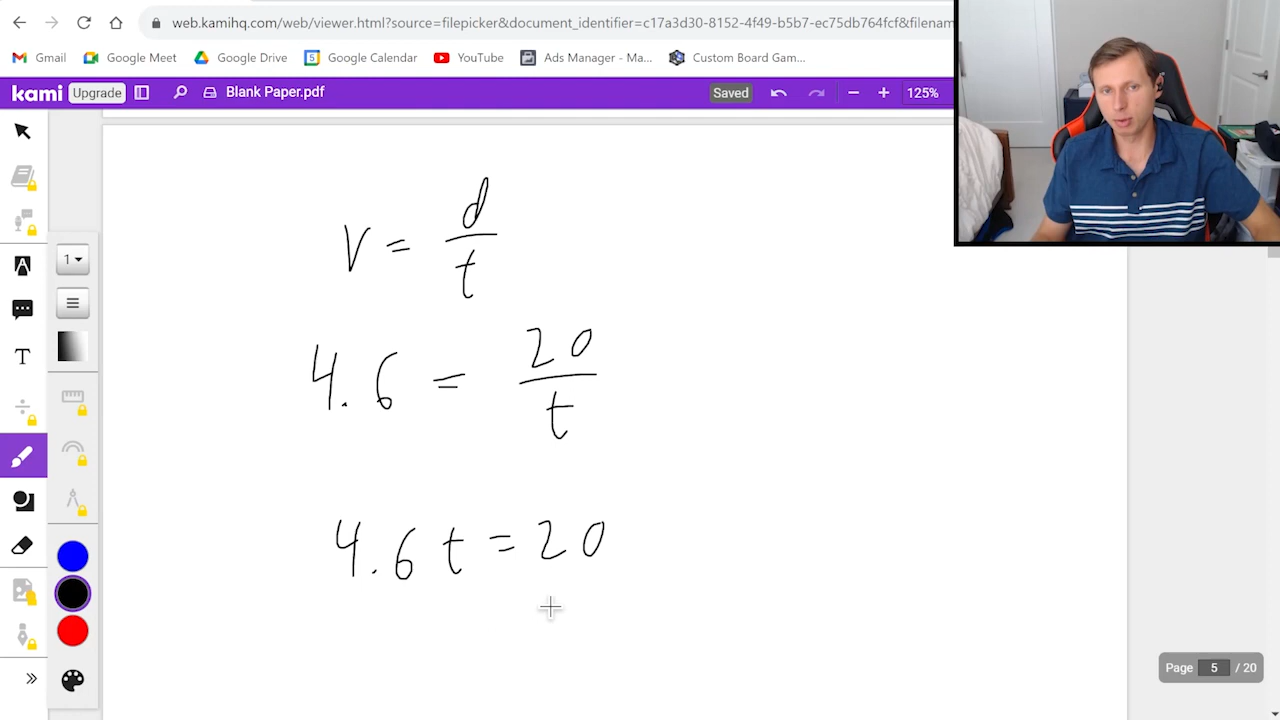 web.kamihq.com/web/viewer.html?source=filepicker&document_identifier=c17a3d30-8152-4f49-b5b7-ec75db764fcf&filenam
Gmail Google Meet Google Drive 5 Google Calendar YouTube Ads Manager - Ma... Custom Board Gam...
kami Upgrade Blank Paper.pdf Saved 125%
1
T
V = d/t
4.6 = 20/t
4.6 t = 20
Page 5 / 20